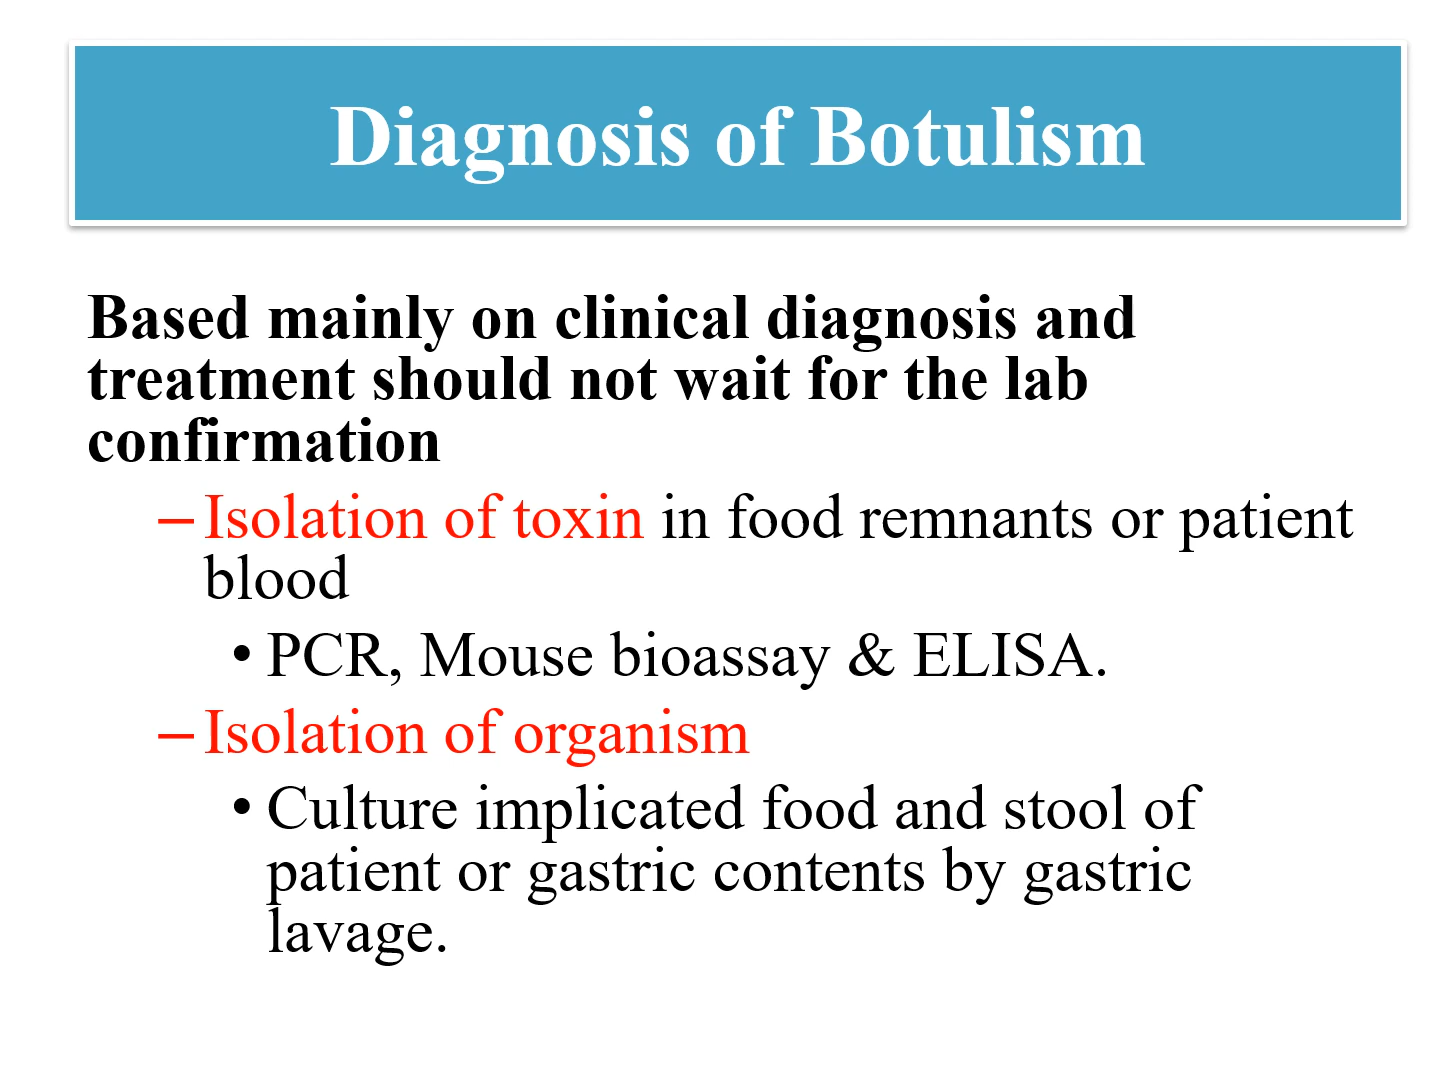 Diagnosis of Botulism
Based mainly on clinical diagnosis and
treatment should not wait for the lab
confirmation
– Isolation of toxin in food remnants or patient
blood
• PCR, Mouse bioassay & ELISA.
– Isolation of organism
• Culture implicated food and stool of
patient or gastric contents by gastric
lavage.